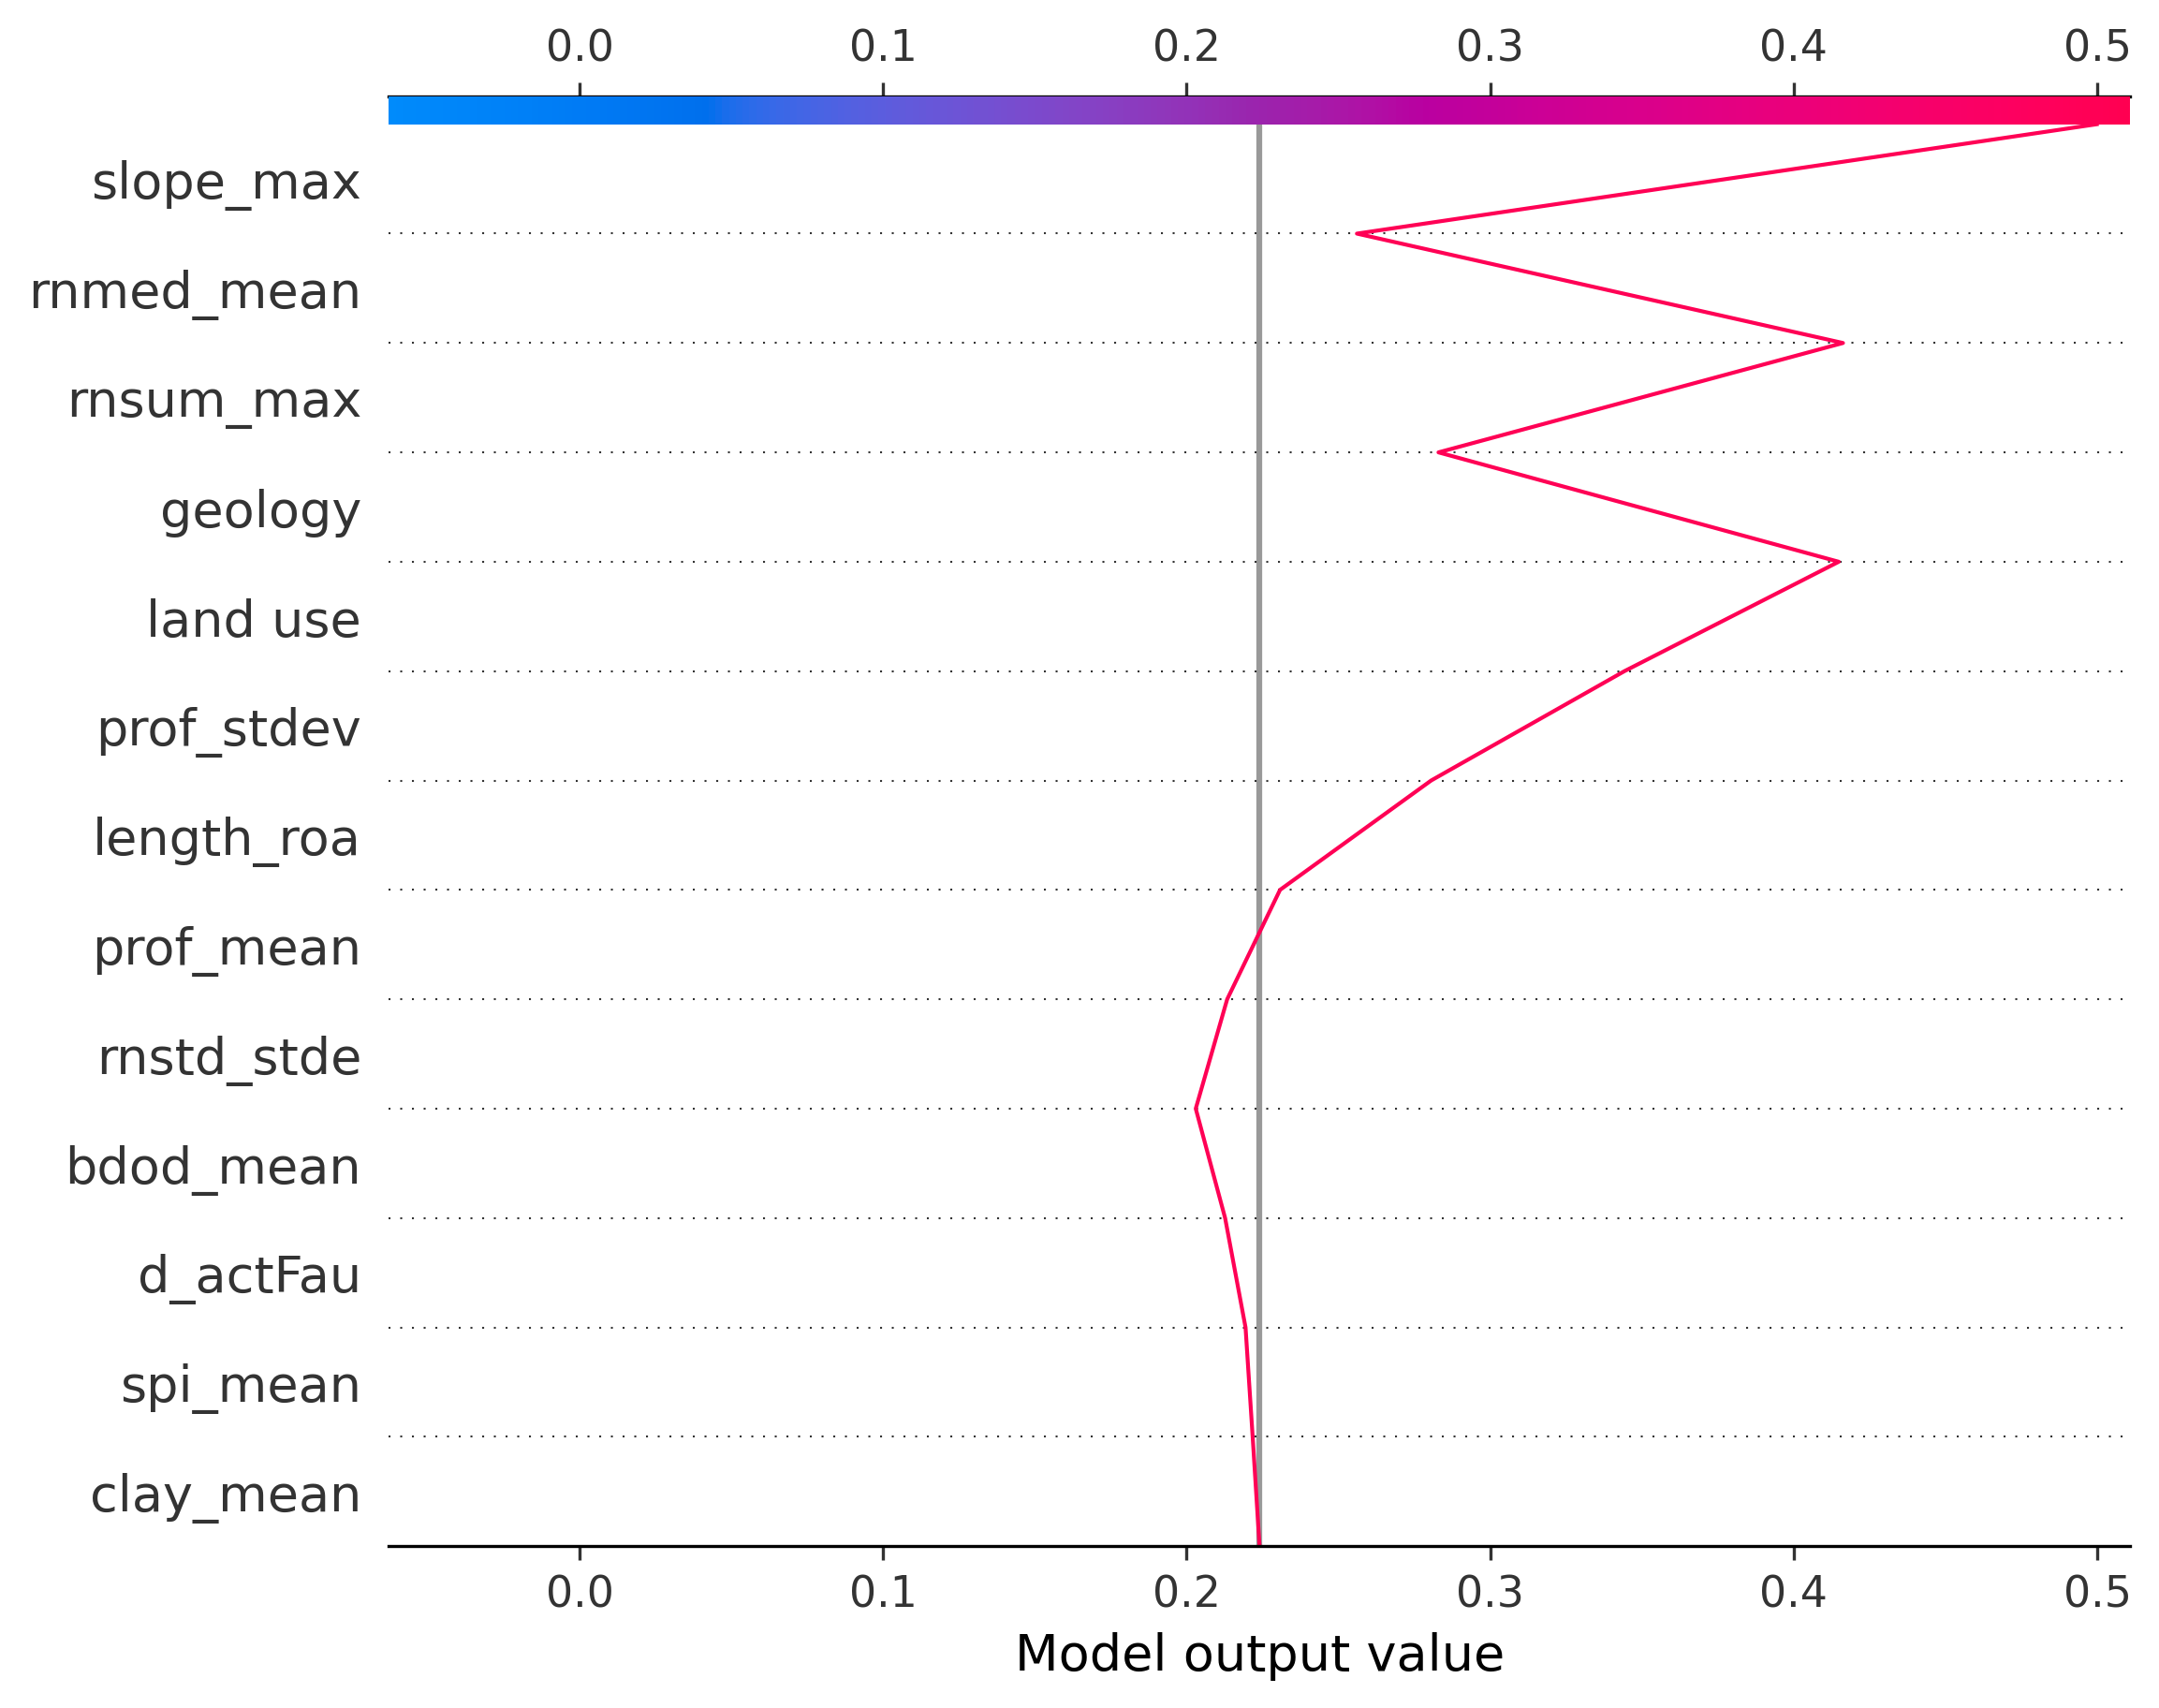 0.0 0.1 0.2 0.3 0.4 0.5
slope_max
rnmed_mean
rnsum_max
geology
land use
prof_stdev
length_roa
prof_mean
rnstd_stde
bdod_mean
d_actFau
spi_mean
clay_mean
0.0 0.1 0.2 0.3 0.4 0.5
Model output value